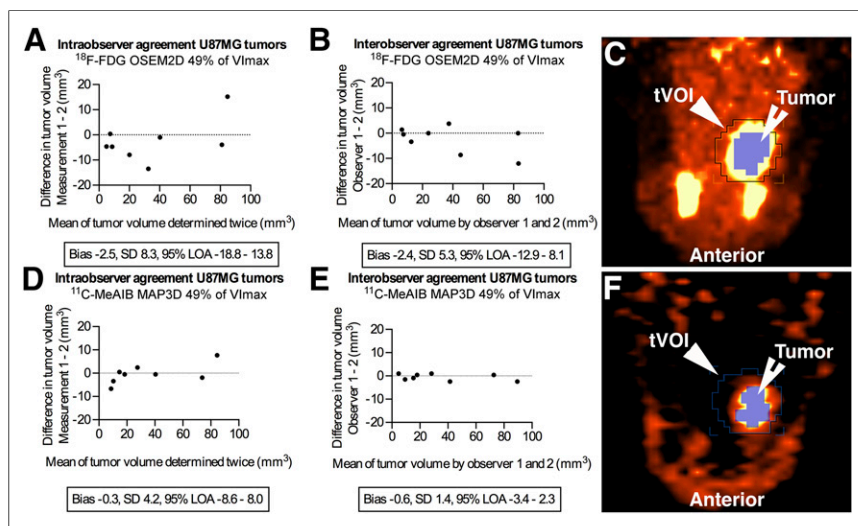 A
Intraobserver agreement U87MG tumors
18F-FDG OSEM2D 49% of VImax
Difference in tumor volume
Measurement 1 - 2 (mm³)
20
10
0
-10
-20
0 20 40 60 80 100
Mean of tumor volume determined twice (mm³)
Bias -2.5, SD 8.3, 95% LOA -18.8 - 13.8
B
Interobserver agreement U87MG tumors
18F-FDG OSEM2D 49% of VImax
Difference in tumor volume
Observer 1 - 2 (mm³)
20
10
0
-10
-20
0 20 40 60 80 100
Mean of tumor volume by observer 1 and 2 (mm³)
Bias -2.4, SD 5.3, 95% LOA -12.9 - 8.1
C
tVOI
Tumor
Anterior
D
Intraobserver agreement U87MG tumors
11C-MeAIB MAP3D 49% of VImax
Difference in tumor volume
Measurement 1 - 2 (mm³)
20
10
0
-10
-20
0 20 40 60 80 100
Mean of tumor volume determined twice (mm³)
Bias -0.3, SD 4.2, 95% LOA -8.6 - 8.0
E
Interobserver agreement U87MG tumors
11C-MeAIB MAP3D 49% of VImax
Difference in tumor volume
Observer 1 - 2 (mm³)
20
10
0
-10
-20
0 20 40 60 80 100
Mean of tumor volume by observer 1 and 2 (mm³)
Bias -0.6, SD 1.4, 95% LOA -3.4 - 2.3
F
tVOI
Tumor
Anterior